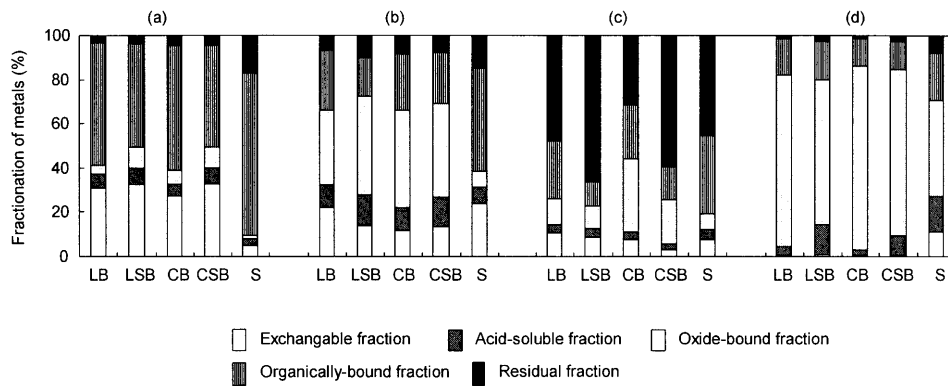 (a) (b) (c) (d)
Fractionation of metals (%)
100
80
60
40
20
0
LB LSB CB CSB S LB LSB CB CSB S LB LSB CB CSB S LB LSB CB CSB S
Exchangable fraction Acid-soluble fraction Oxide-bound fraction
Organically-bound fraction Residual fraction